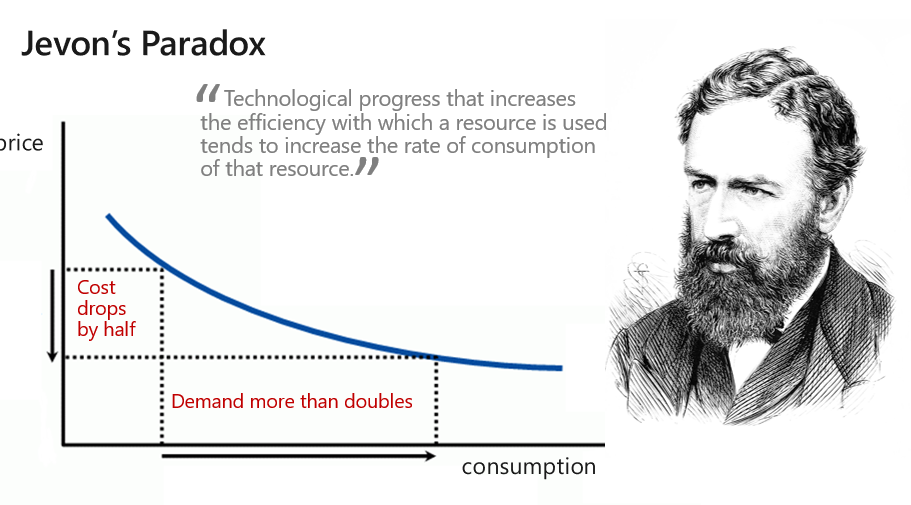 Jevon’s Paradox
“Technological progress that increases
the efficiency with which a resource is used
tends to increase the rate of consumption
of that resource.”
price
Cost
drops
by half
Demand more than doubles
consumption